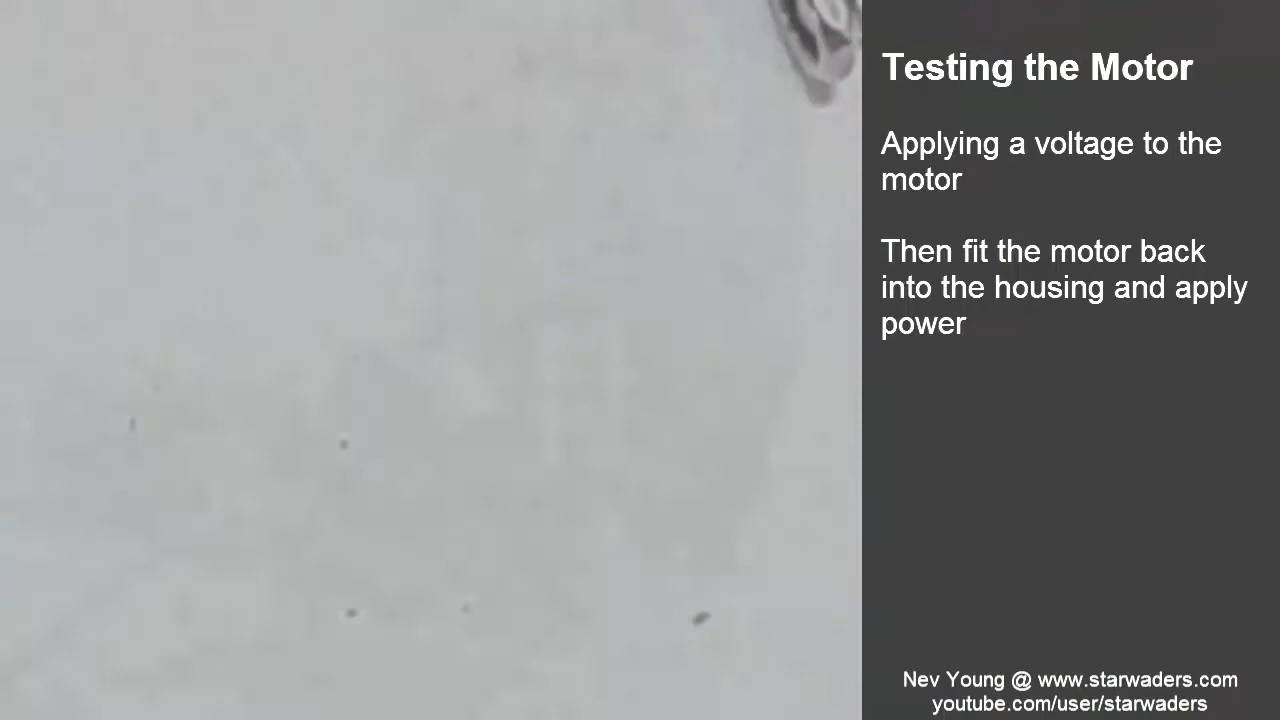 Testing the Motor
Applying a voltage to the
motor
Then fit the motor back
into the housing and apply
power
Nev Young @ www.starwaders.com
youtube.com/user/starwaders